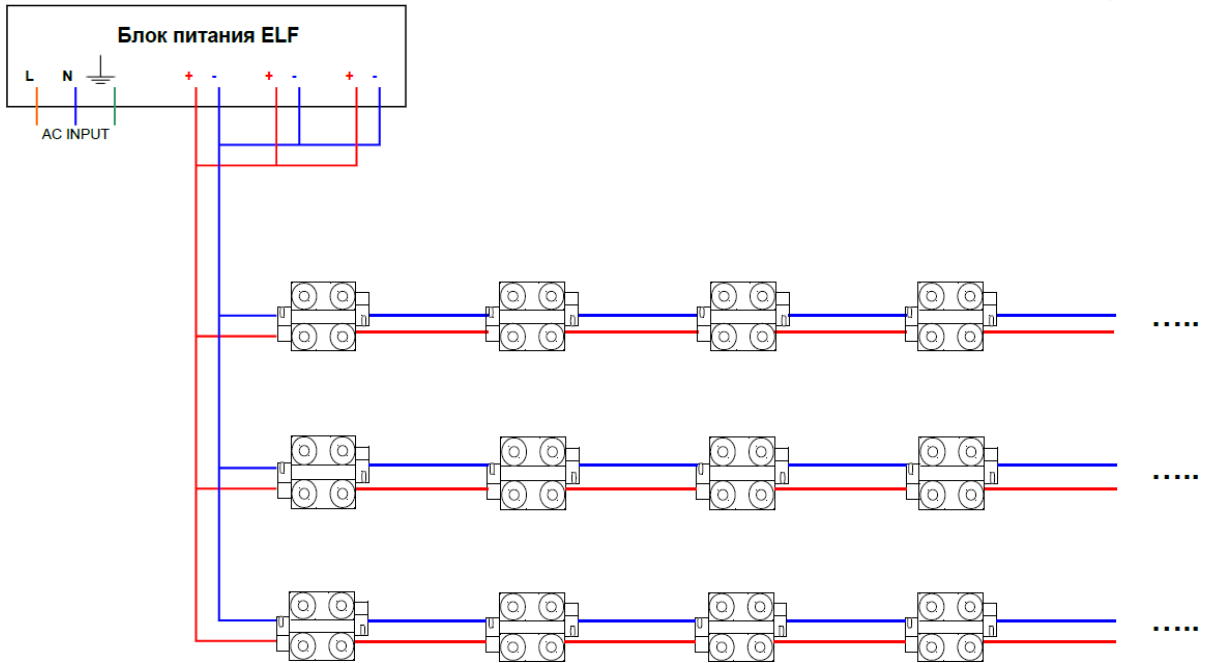 Блок питания ELF
L N + - + - + -
AC INPUT
.....
.....
.....